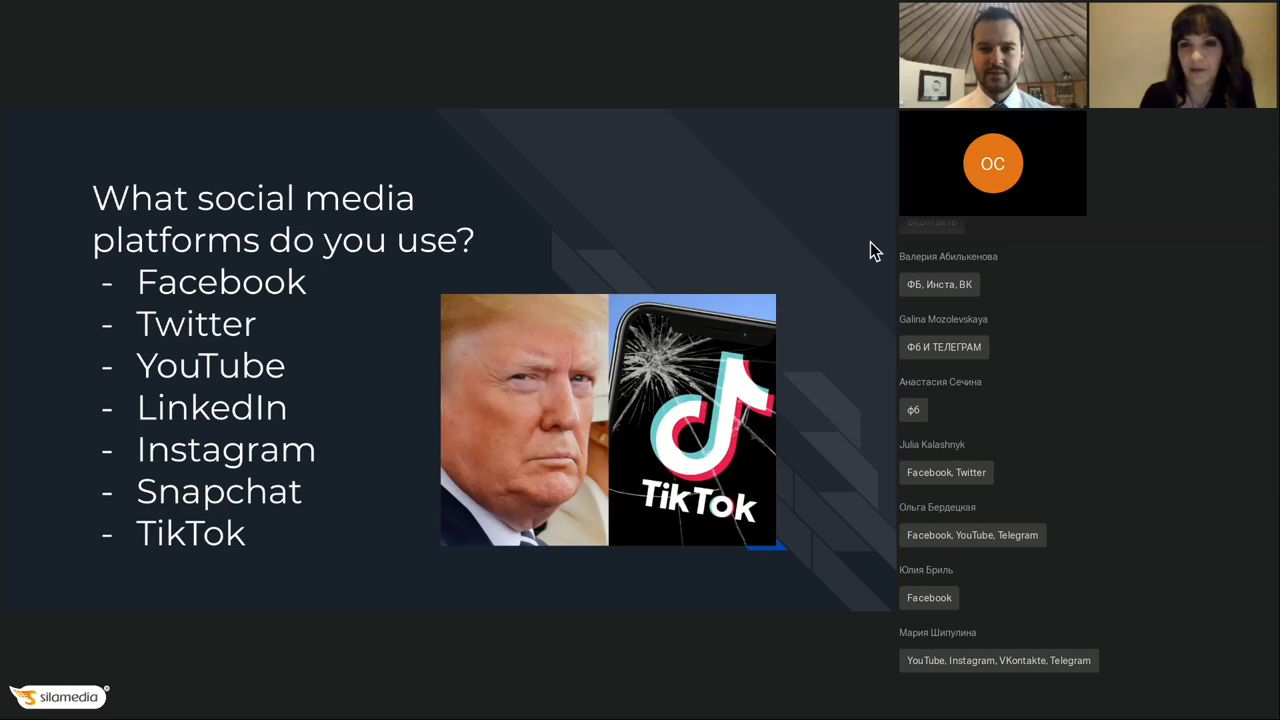 What social media
platforms do you use?
- Facebook
- Twitter
- YouTube
- LinkedIn
- Instagram
- Snapchat
- TikTok
TikTok
silamedia
OC
ВКонтакте
Валерия Абилькенова
ФБ, Инста, ВК
Galina Mozolevskaya
Фб И ТЕЛЕГРАМ
Анастасия Сечина
фб
Julia Kalashnyk
Facebook, Twitter
Ольга Бердецкая
Facebook, YouTube, Telegram
Юлия Бриль
Facebook
Мария Шипулина
YouTube, Instagram, VKontakte, Telegram